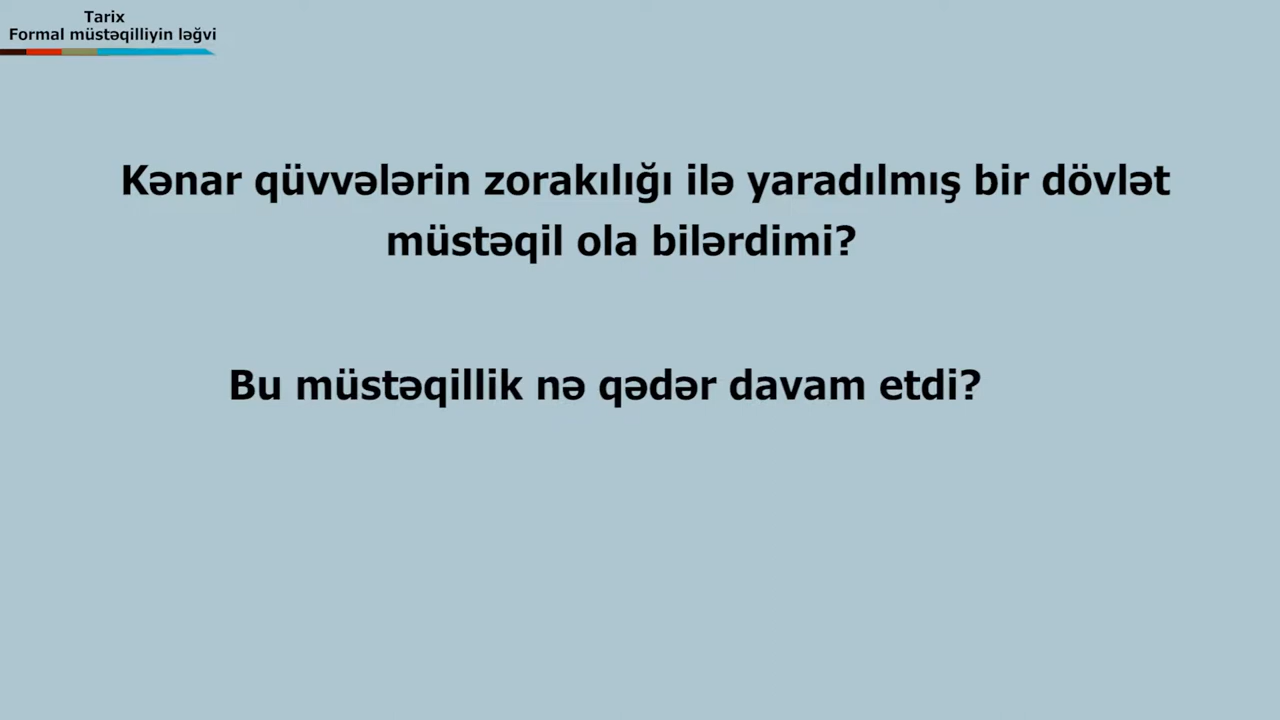 Tarix
Formal müstəqilliyin ləğvi
Kənar qüvvələrin zorakılığı ilə yaradılmış bir dövlət
müstəqil ola bilərdimi?
Bu müstəqillik nə qədər davam etdi?